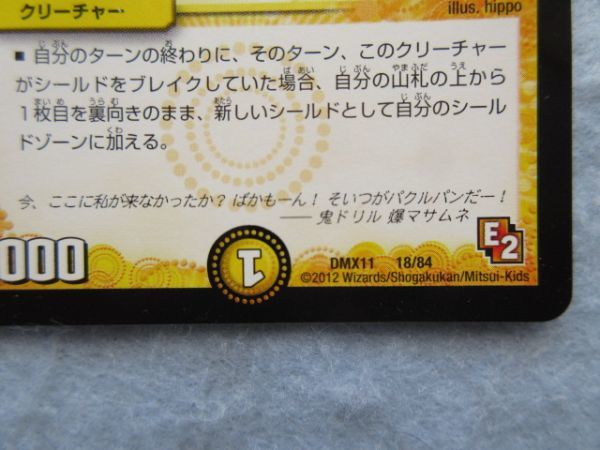 クリーチャー
illus. hippo
■ 自分のターンの終わりに、そのターン、このクリーチャー
がシールドをブレイクしていた場合、自分の山札の上から
1枚目を裏向きのまま、新しいシールドとして自分のシール
ドゾーンに加える。
今、ここに私が来なかったか？ ばかもーん！ そいつがパクルパンだー！
—— 鬼ドリル 爆マサムネ
000
1
E2
DMX11 18/84
©2012 Wizards/Shogakukan/Mitsui-Kids